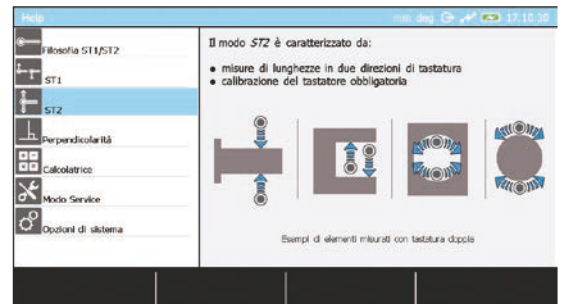 Help
mm deg 17.10.30
Filosofia ST1/ST2
ST1
ST2
Perpendicolarità
Calcolatrice
Modo Service
Opzioni di sistema
Il modo ST2 è caratterizzato da:
• misure di lunghezze in due direzioni di tastatura
• calibrazione del tastatore obbligatoria
Esempi di elementi misurati con tastatura doppia